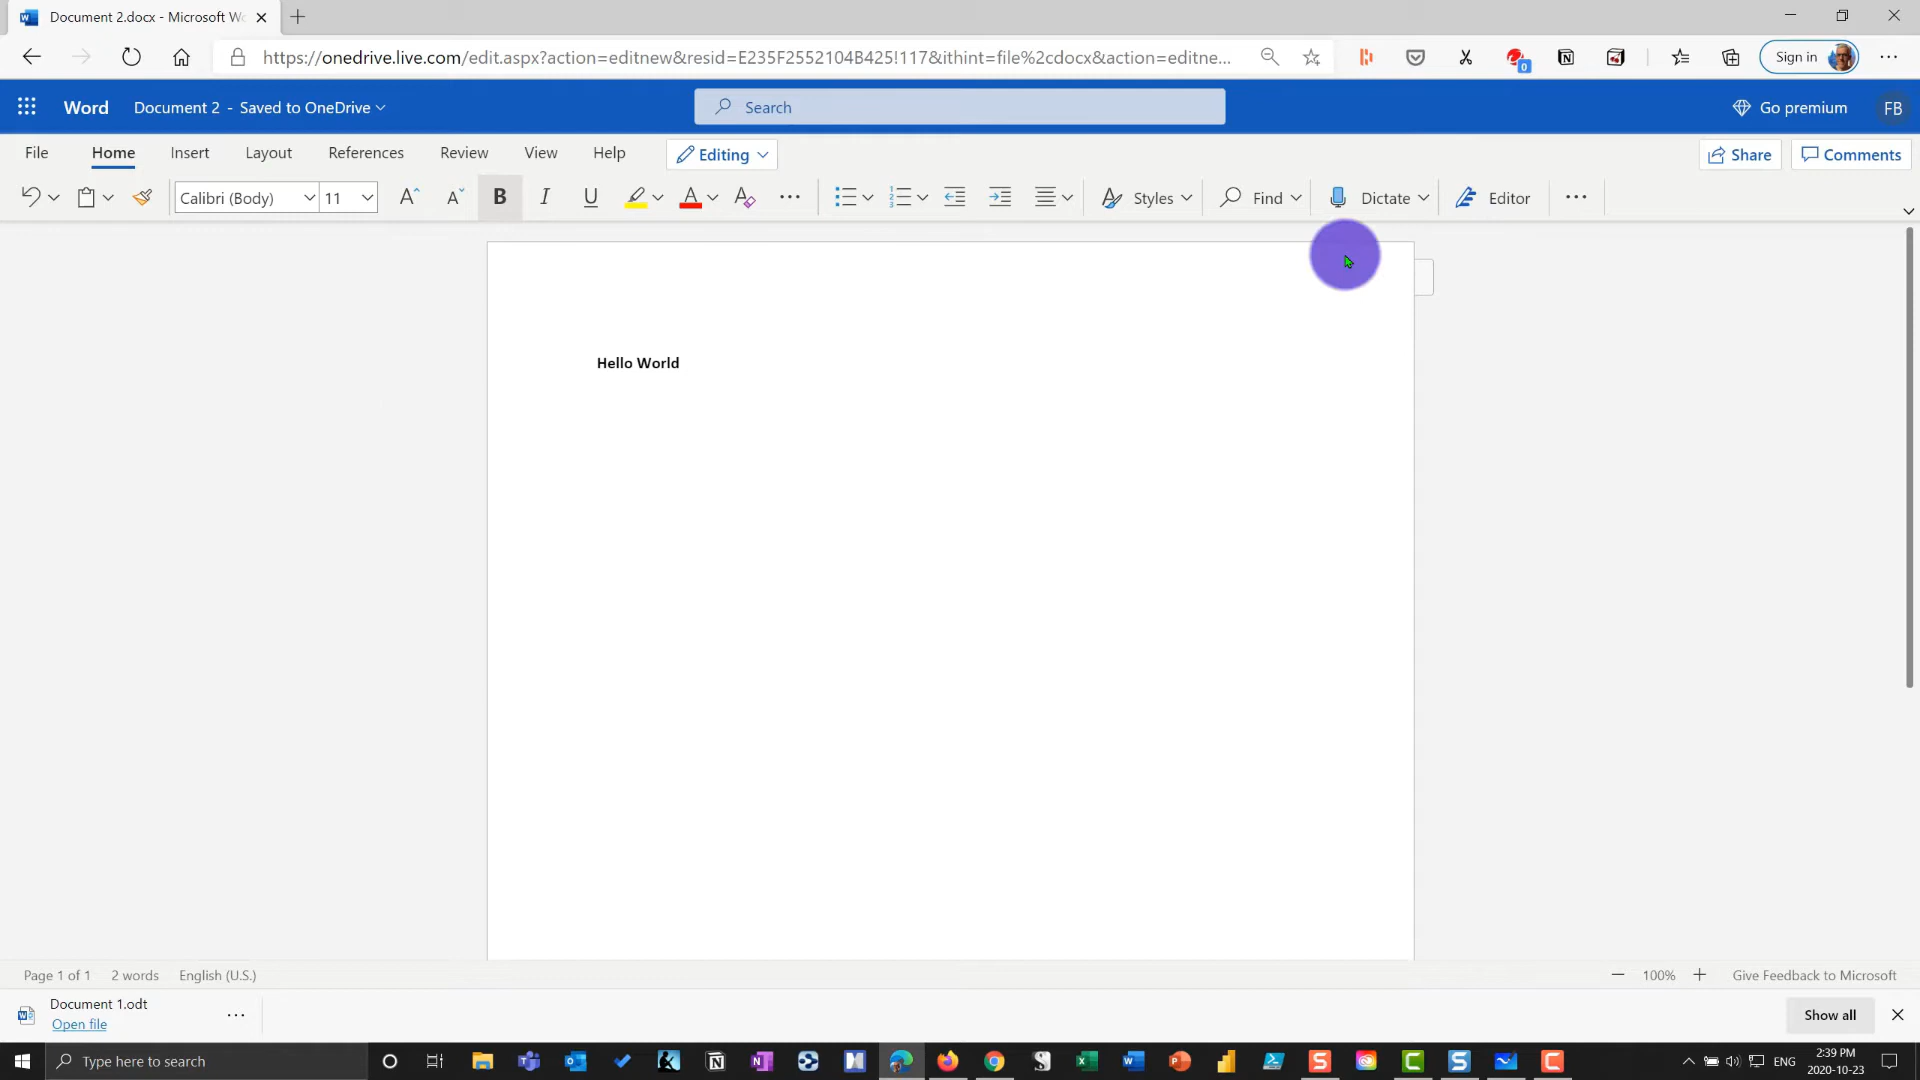 Document 2.docx - Microsoft Wo
https://onedrive.live.com/edit.aspx?action=editnew&resid=E235F2552104B425!117&ithint=file%2cdocx&action=editne...
0
Sign in
Word
Document 2 - Saved to OneDrive
Search
Go premium
FB
File
Home
Insert
Layout
References
Review
View
Help
Editing
Share
Comments
Calibri (Body)
11
Styles
Find
Dictate
Editor
Hello World
Page 1 of 1
2 words
English (U.S.)
100%
Give Feedback to Microsoft
Document 1.odt
Open file
Show all
Type here to search
ENG
2:39 PM
2020-10-23